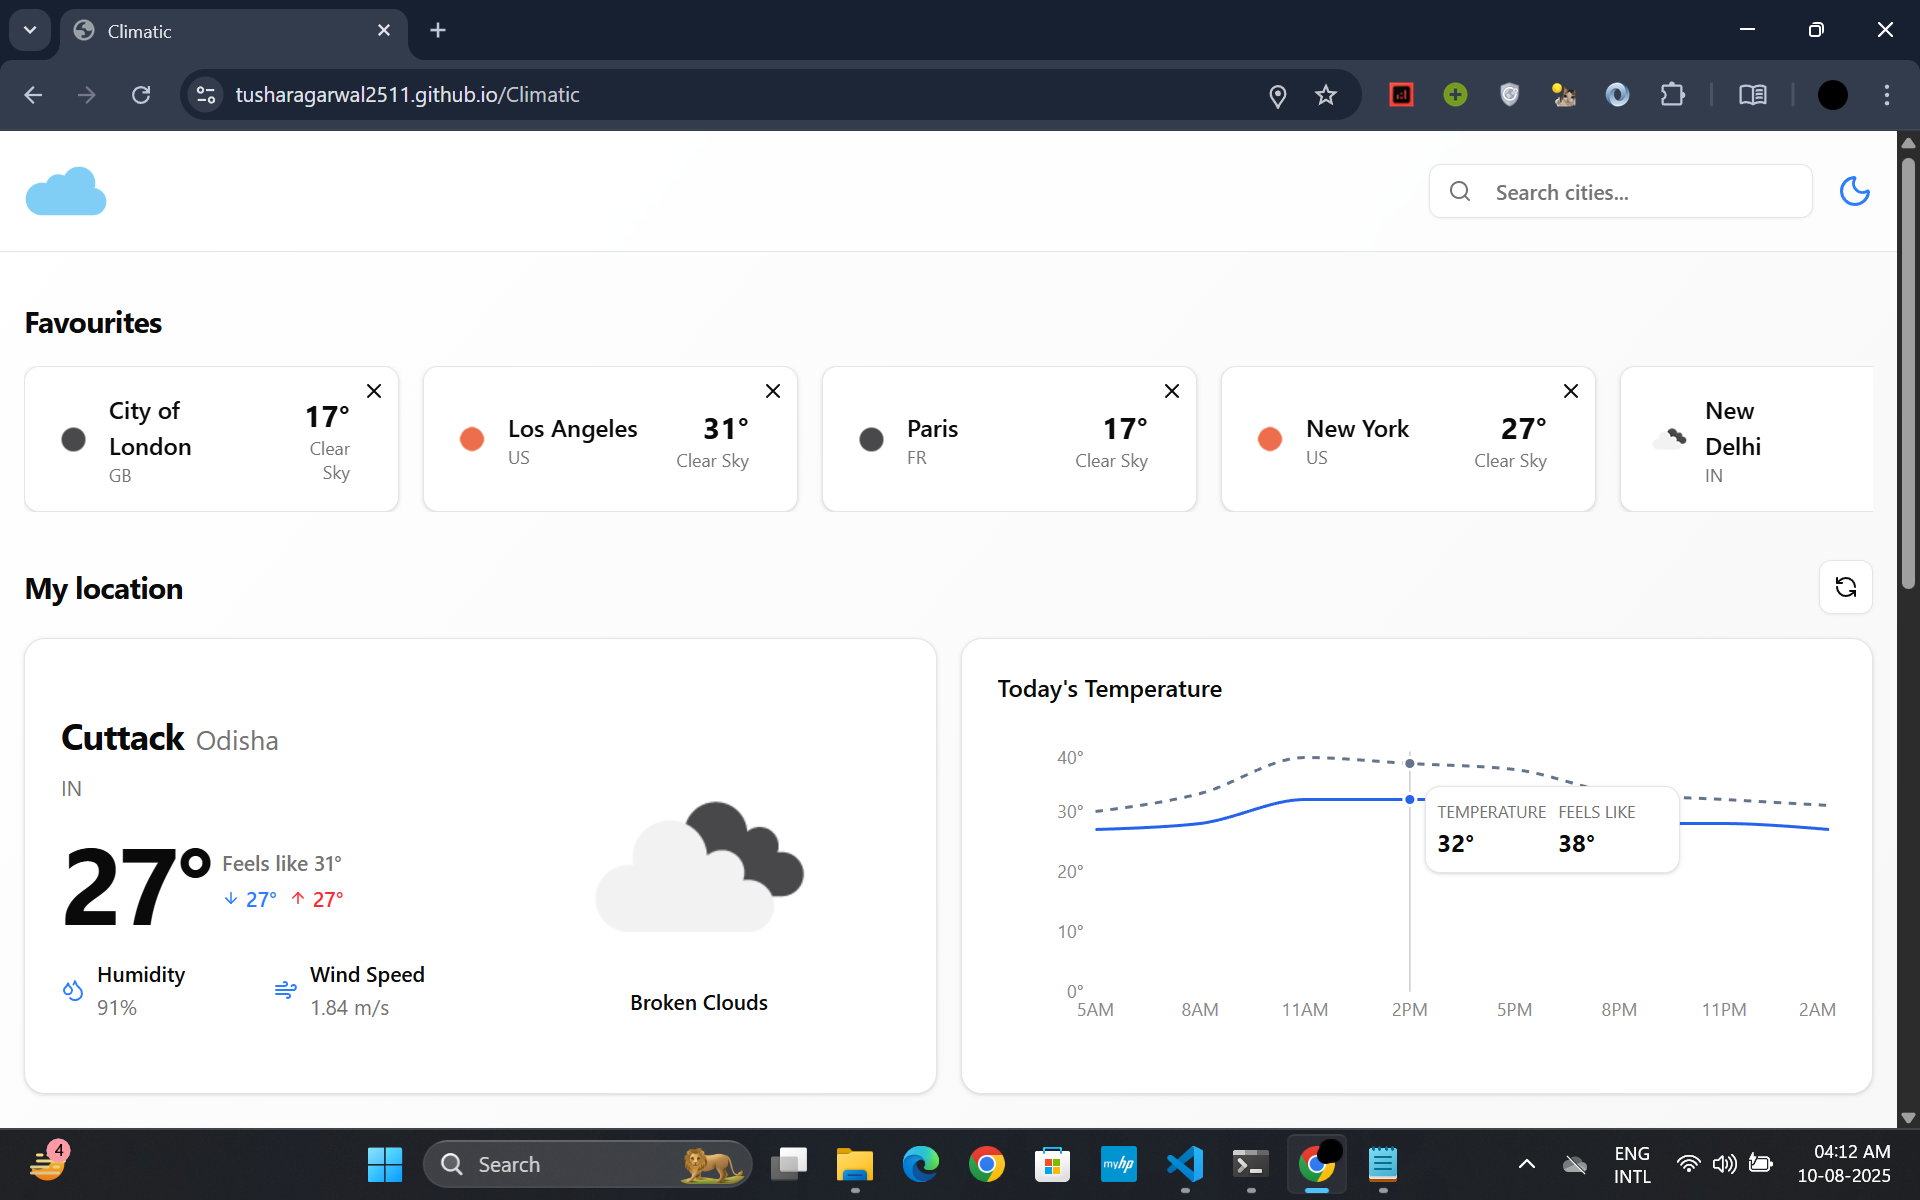 Climatic
tusharagarwal2511.github.io/Climatic
Search cities...
Favourites
City of
London
GB
17°
Clear
Sky
Los Angeles
US
31°
Clear Sky
Paris
FR
17°
Clear Sky
New York
US
27°
Clear Sky
New
Delhi
IN
My location
Cuttack Odisha
IN
27°
Feels like 31°
↓ 27° ↑ 27°
Humidity
91%
Wind Speed
1.84 m/s
Broken Clouds
Today's Temperature
40°
30°
20°
10°
0°
TEMPERATURE FEELS LIKE
32° 38°
5AM 8AM 11AM 2PM 5PM 8PM 11PM 2AM
4
Search
myhp
ENG
INTL
04:12 AM
10-08-2025